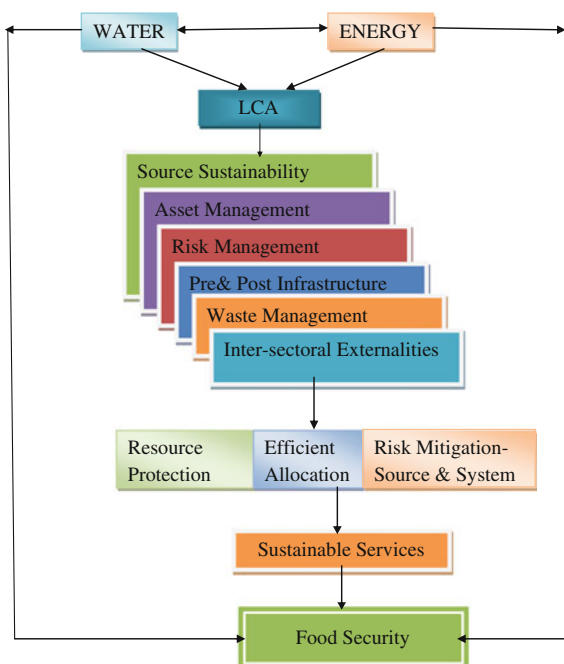 WATER
ENERGY
LCA
Source Sustainability
Asset Management
Risk Management
Pre& Post Infrastructure
Waste Management
Inter-sectoral Externalities
Resource
Protection
Efficient
Allocation
Risk Mitigation-
Source & System
Sustainable Services
Food Security